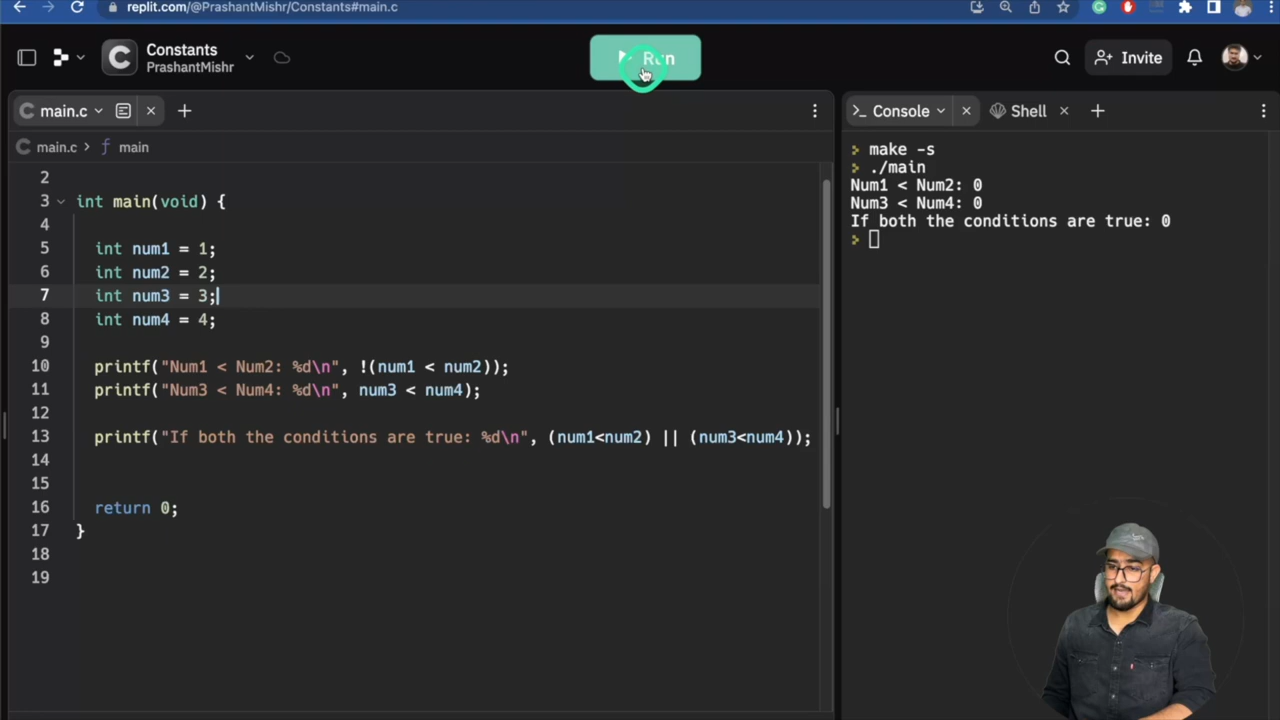 replit.com/@PrashantMishr/Constants#main.c
Constants
PrashantMishr
Run
Invite
main.c
main.c > ƒ main
2
3 int main(void) {
4
5 int num1 = 1;
6 int num2 = 2;
7 int num3 = 3;
8 int num4 = 4;
9
10 printf("Num1 < Num2: %d\n", !(num1 < num2));
11 printf("Num3 < Num4: %d\n", num3 < num4);
12
13 printf("If both the conditions are true: %d\n", (num1<num2) || (num3<num4));
14
15
16 return 0;
17 }
18
19
Console
Shell
make -s
./main
Num1 < Num2: 0
Num3 < Num4: 0
If both the conditions are true: 0